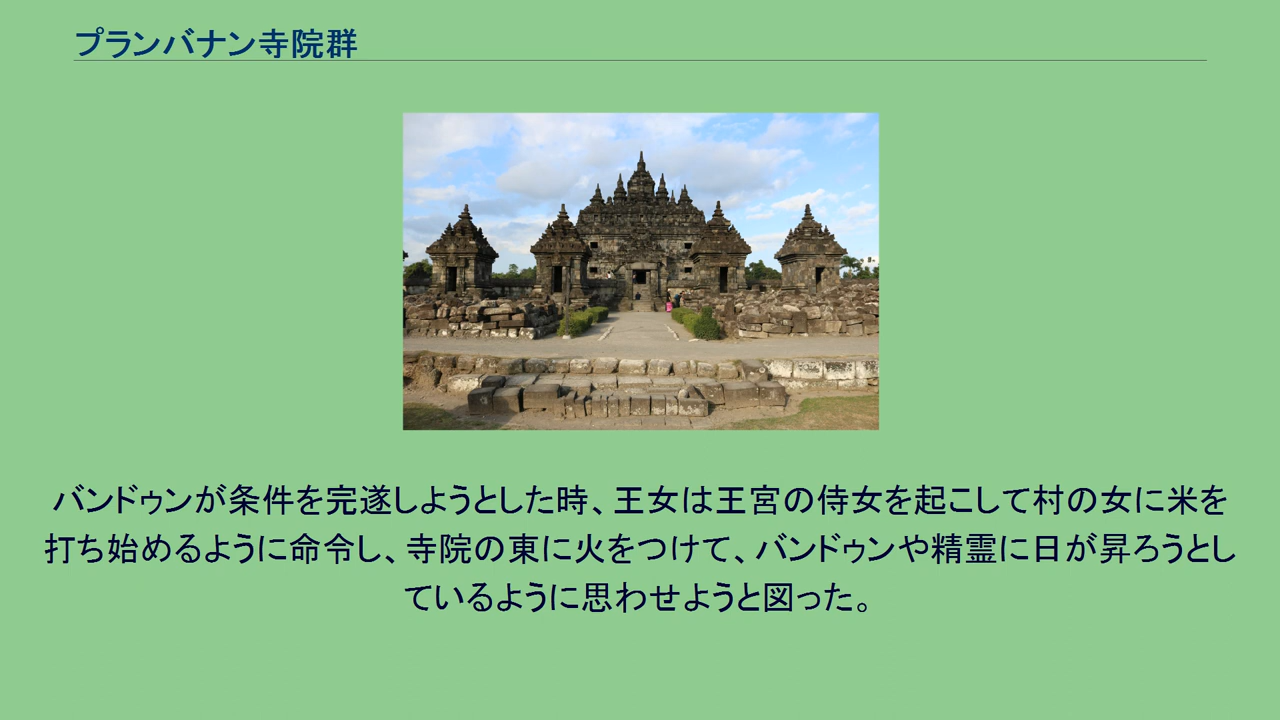 プランバナン寺院群
バンドゥンが条件を完遂しようとした時、王女は王宮の侍女を起こして村の女に米を
打ち始めるように命令し、寺院の東に火をつけて、バンドゥンや精霊に日が昇ろうとし
ているように思わせようと図った。